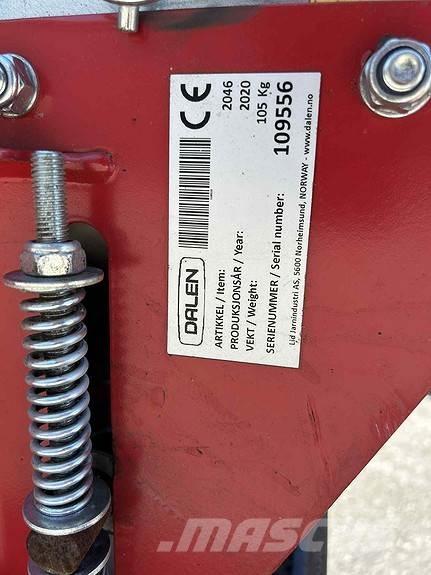 DALEN
CE
ARTIKKEL / Item: 2046
PRODUKSJONSÅR / Year: 2020
VEKT / Weight: 105 Kg
SERIENUMMER / Serial number: 109556
Lid Jarnindustri AS, 5600 Norheimsund, NORWAY - www.dalen.no
MASCUS